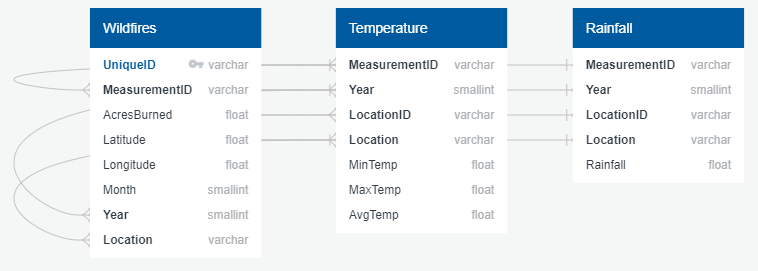 Wildfires
UniqueID varchar
MeasurementID varchar
AcresBurned float
Latitude float
Longitude float
Month smallint
Year smallint
Location varchar
Temperature
MeasurementID varchar
Year smallint
LocationID varchar
Location varchar
MinTemp float
MaxTemp float
AvgTemp float
Rainfall
MeasurementID varchar
Year smallint
LocationID varchar
Location varchar
Rainfall float